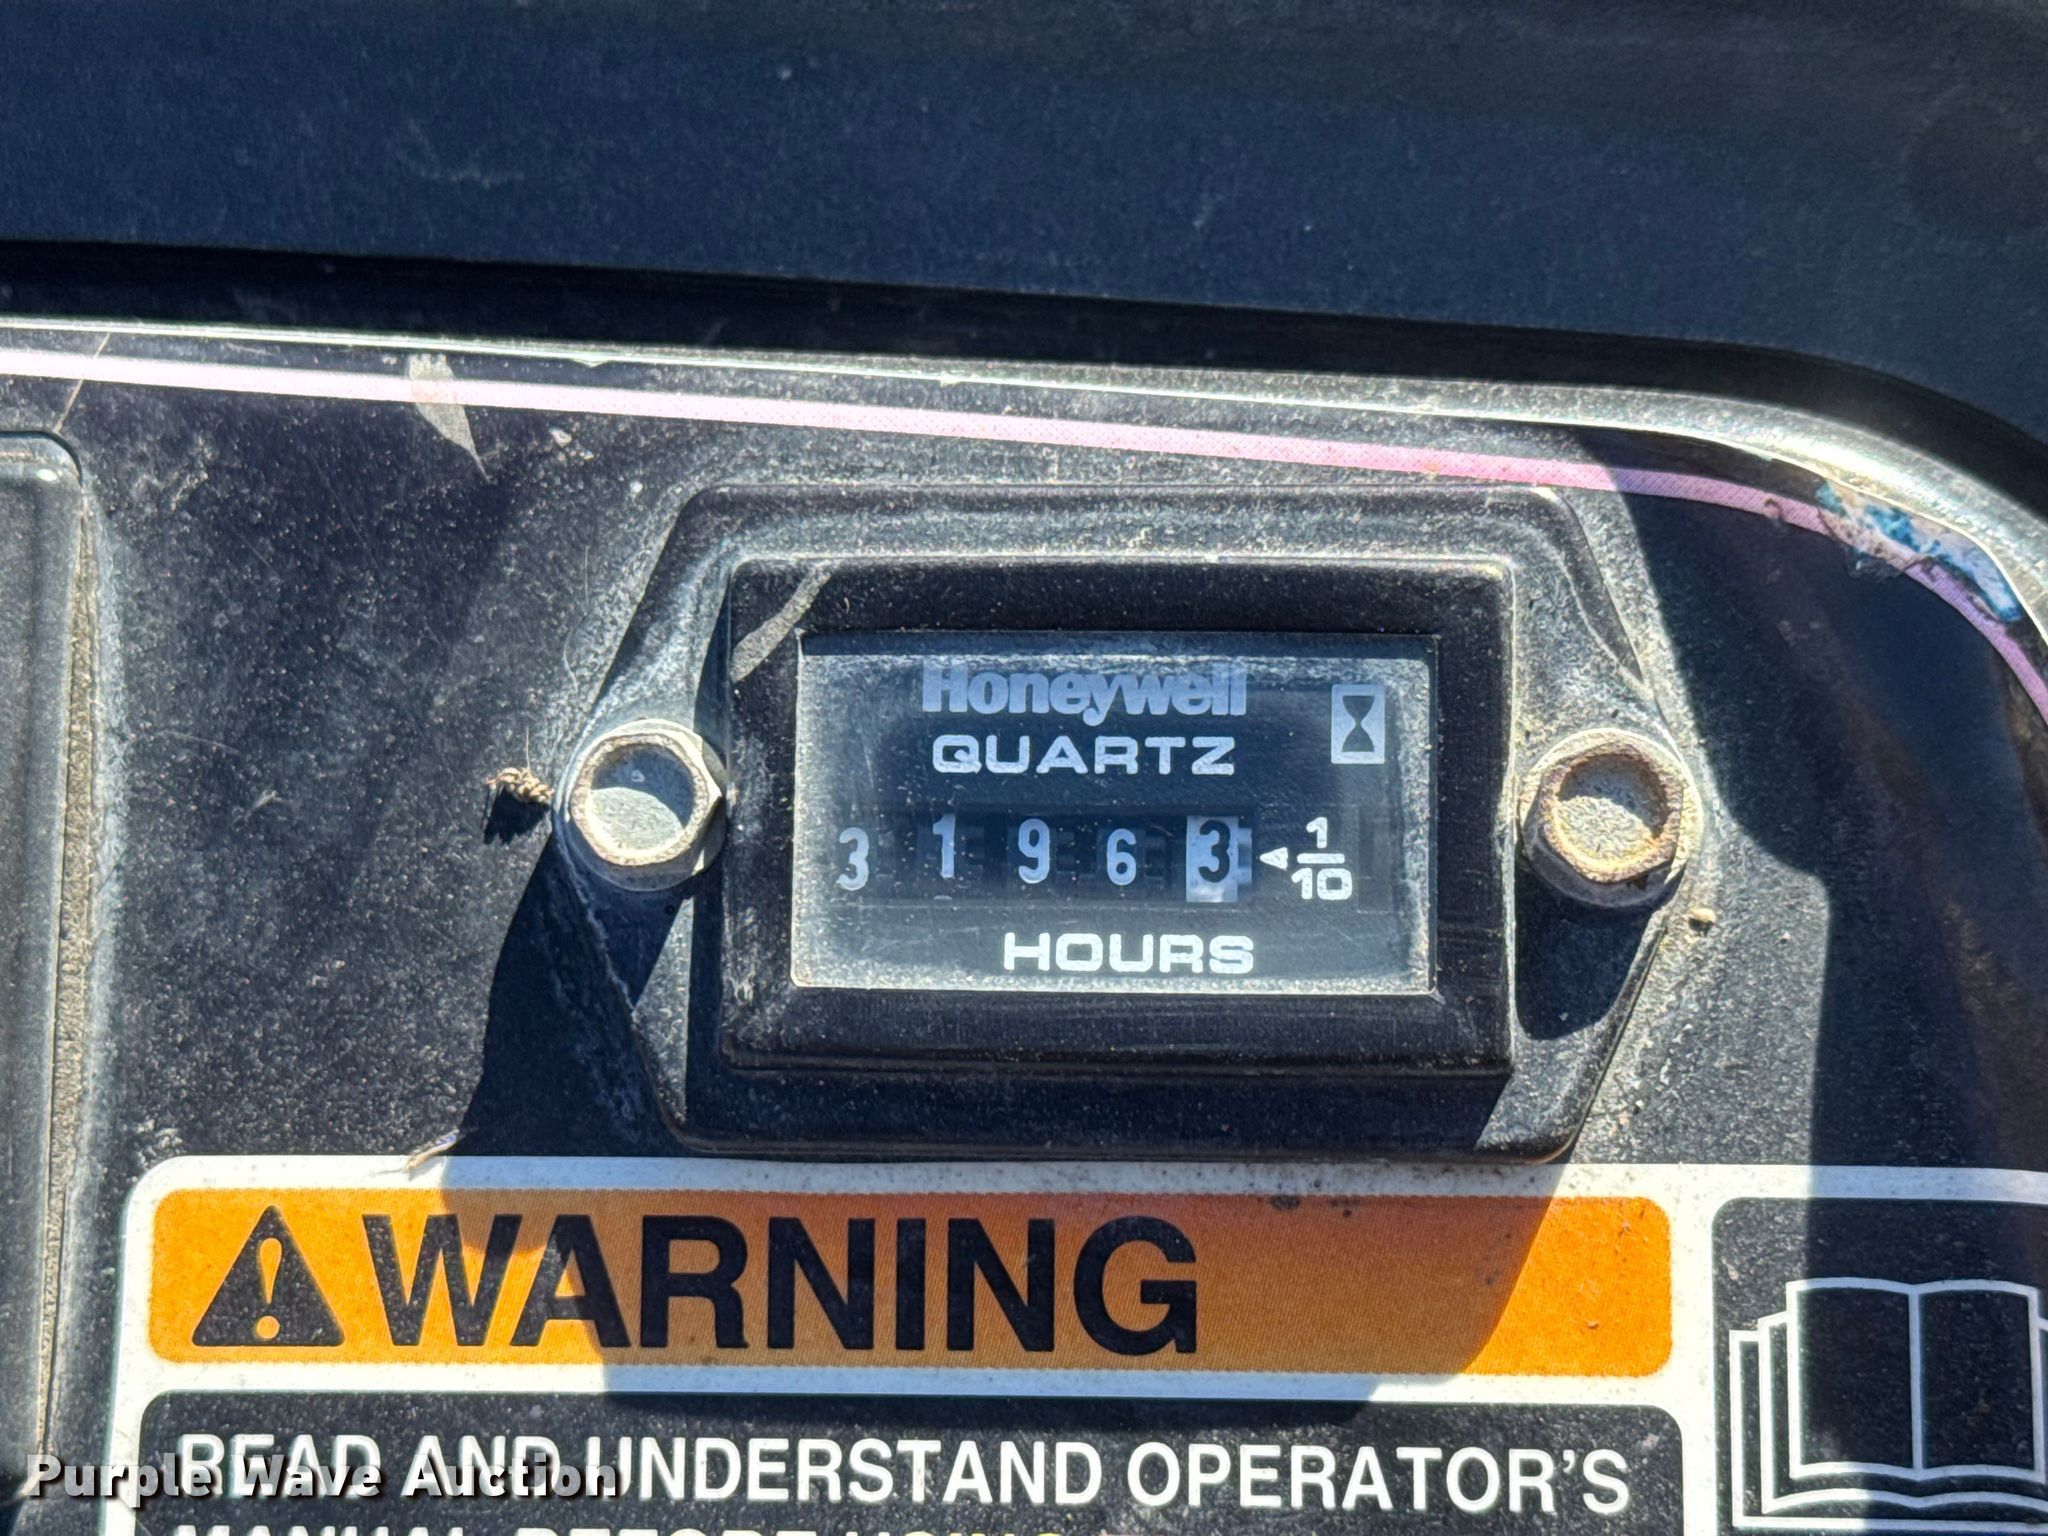 Honeywell
QUARTZ
3 1 9 6 3 1/10
HOURS
WARNING
READ AND UNDERSTAND OPERATOR'S
Purple Wave Auction